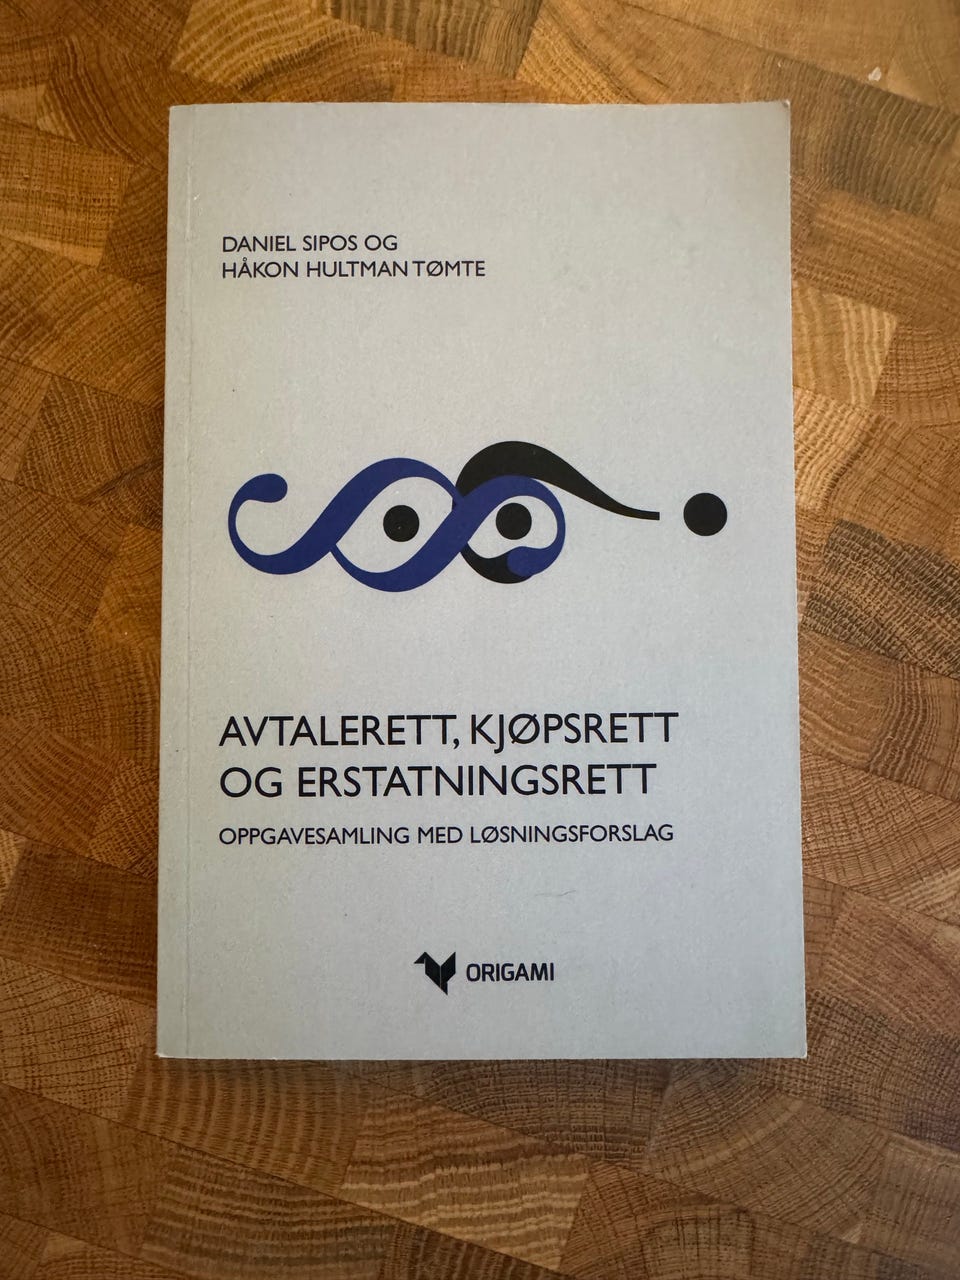 DANIEL SIPOS OG
HÅKON HULTMAN TØMTE
AVTALERETT, KJØPSRETT
OG ERSTATNINGSRETT
OPPGAVESAMLING MED LØSNINGSFORSLAG
ORIGAMI